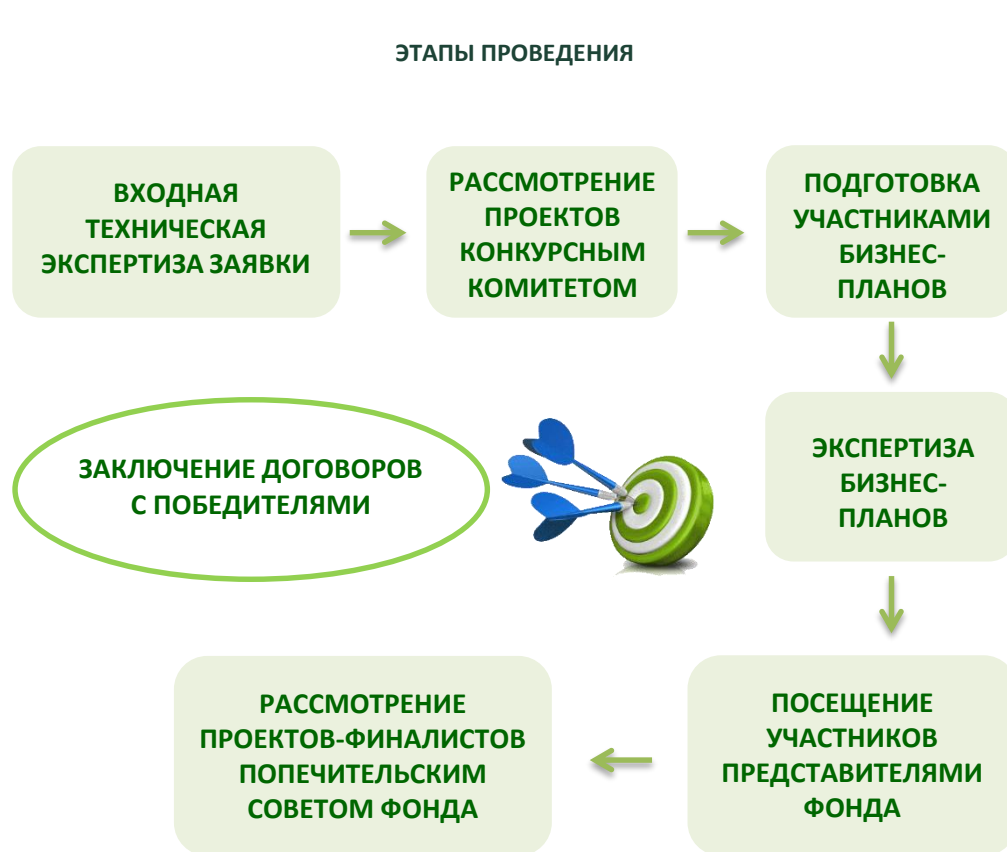 ЭТАПЫ ПРОВЕДЕНИЯ
ВХОДНАЯ
ТЕХНИЧЕСКАЯ
ЭКСПЕРТИЗА ЗАЯВКИ
РАССМОТРЕНИЕ
ПРОЕКТОВ
КОНКУРСНЫМ
КОМИТЕТОМ
ПОДГОТОВКА
УЧАСТНИКАМИ
БИЗНЕС-
ПЛАНОВ
ЭКСПЕРТИЗА
БИЗНЕС-
ПЛАНОВ
ПОСЕЩЕНИЕ
УЧАСТНИКОВ
ПРЕДСТАВИТЕЛЯМИ
ФОНДА
РАССМОТРЕНИЕ
ПРОЕКТОВ-ФИНАЛИСТОВ
ПОПЕЧИТЕЛЬСКИМ
СОВЕТОМ ФОНДА
ЗАКЛЮЧЕНИЕ ДОГОВОРОВ
С ПОБЕДИТЕЛЯМИ